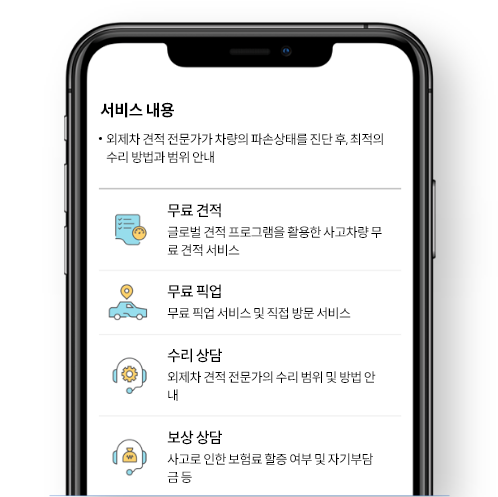 서비스 내용
• 외제차 견적 전문가가 차량의 파손상태를 진단 후, 최적의
수리 방법과 범위 안내
무료 견적
글로벌 견적 프로그램을 활용한 사고차량 무
료 견적 서비스
무료 픽업
무료 픽업 서비스 및 직접 방문 서비스
수리 상담
외제차 견적 전문가의 수리 범위 및 방법 안
내
보상 상담
사고로 인한 보험료 할증 여부 및 자기부담
금 등